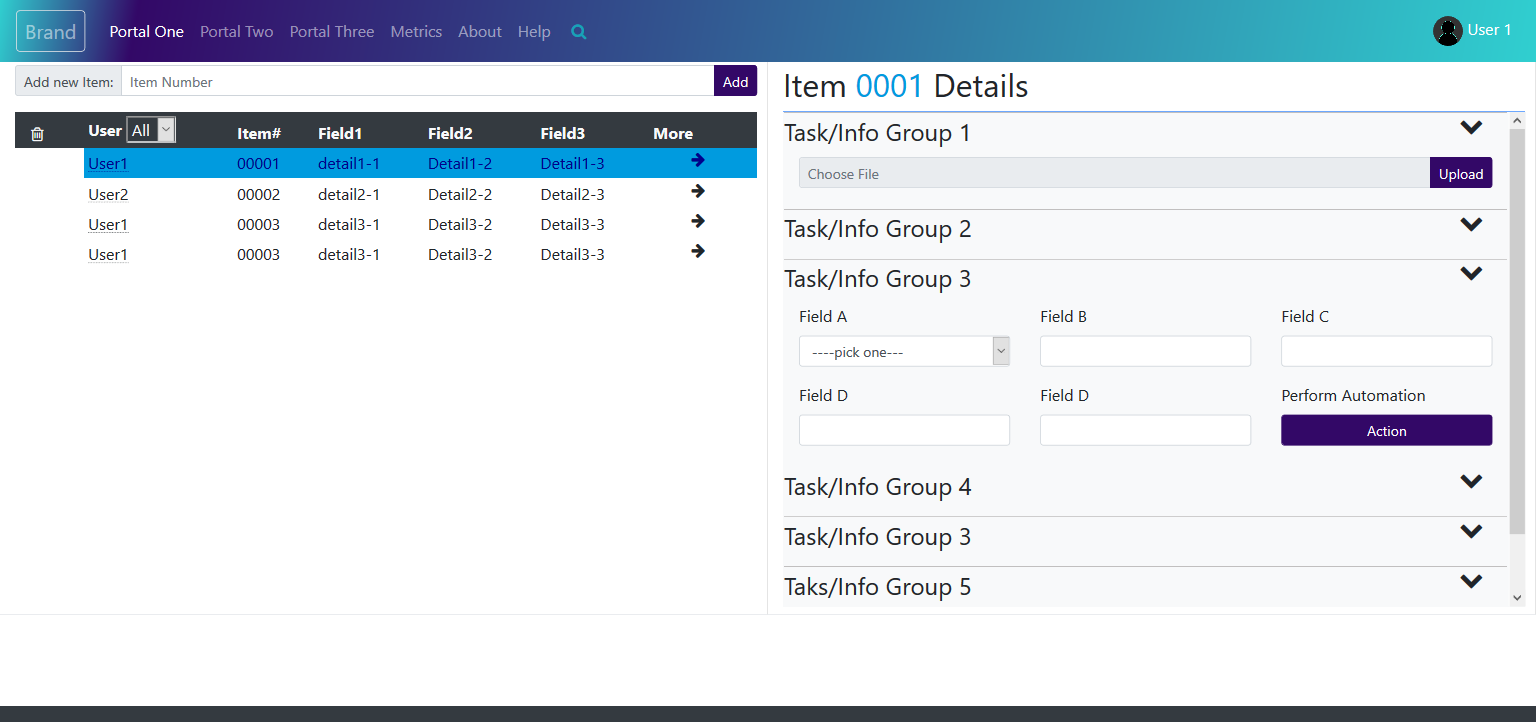 Brand Portal One Portal Two Portal Three Metrics About Help User 1
Add new Item: Item Number Add
User All Item# Field1 Field2 Field3 More
User1 00001 detail1-1 Detail1-2 Detail1-3
User2 00002 detail2-1 Detail2-2 Detail2-3
User1 00003 detail3-1 Detail3-2 Detail3-3
User1 00003 detail3-1 Detail3-2 Detail3-3
Item 0001 Details
Task/Info Group 1
Choose File Upload
Task/Info Group 2
Task/Info Group 3
Field A Field B Field C
----pick one---
Field D Field D Perform Automation
Action
Task/Info Group 4
Task/Info Group 3
Taks/Info Group 5